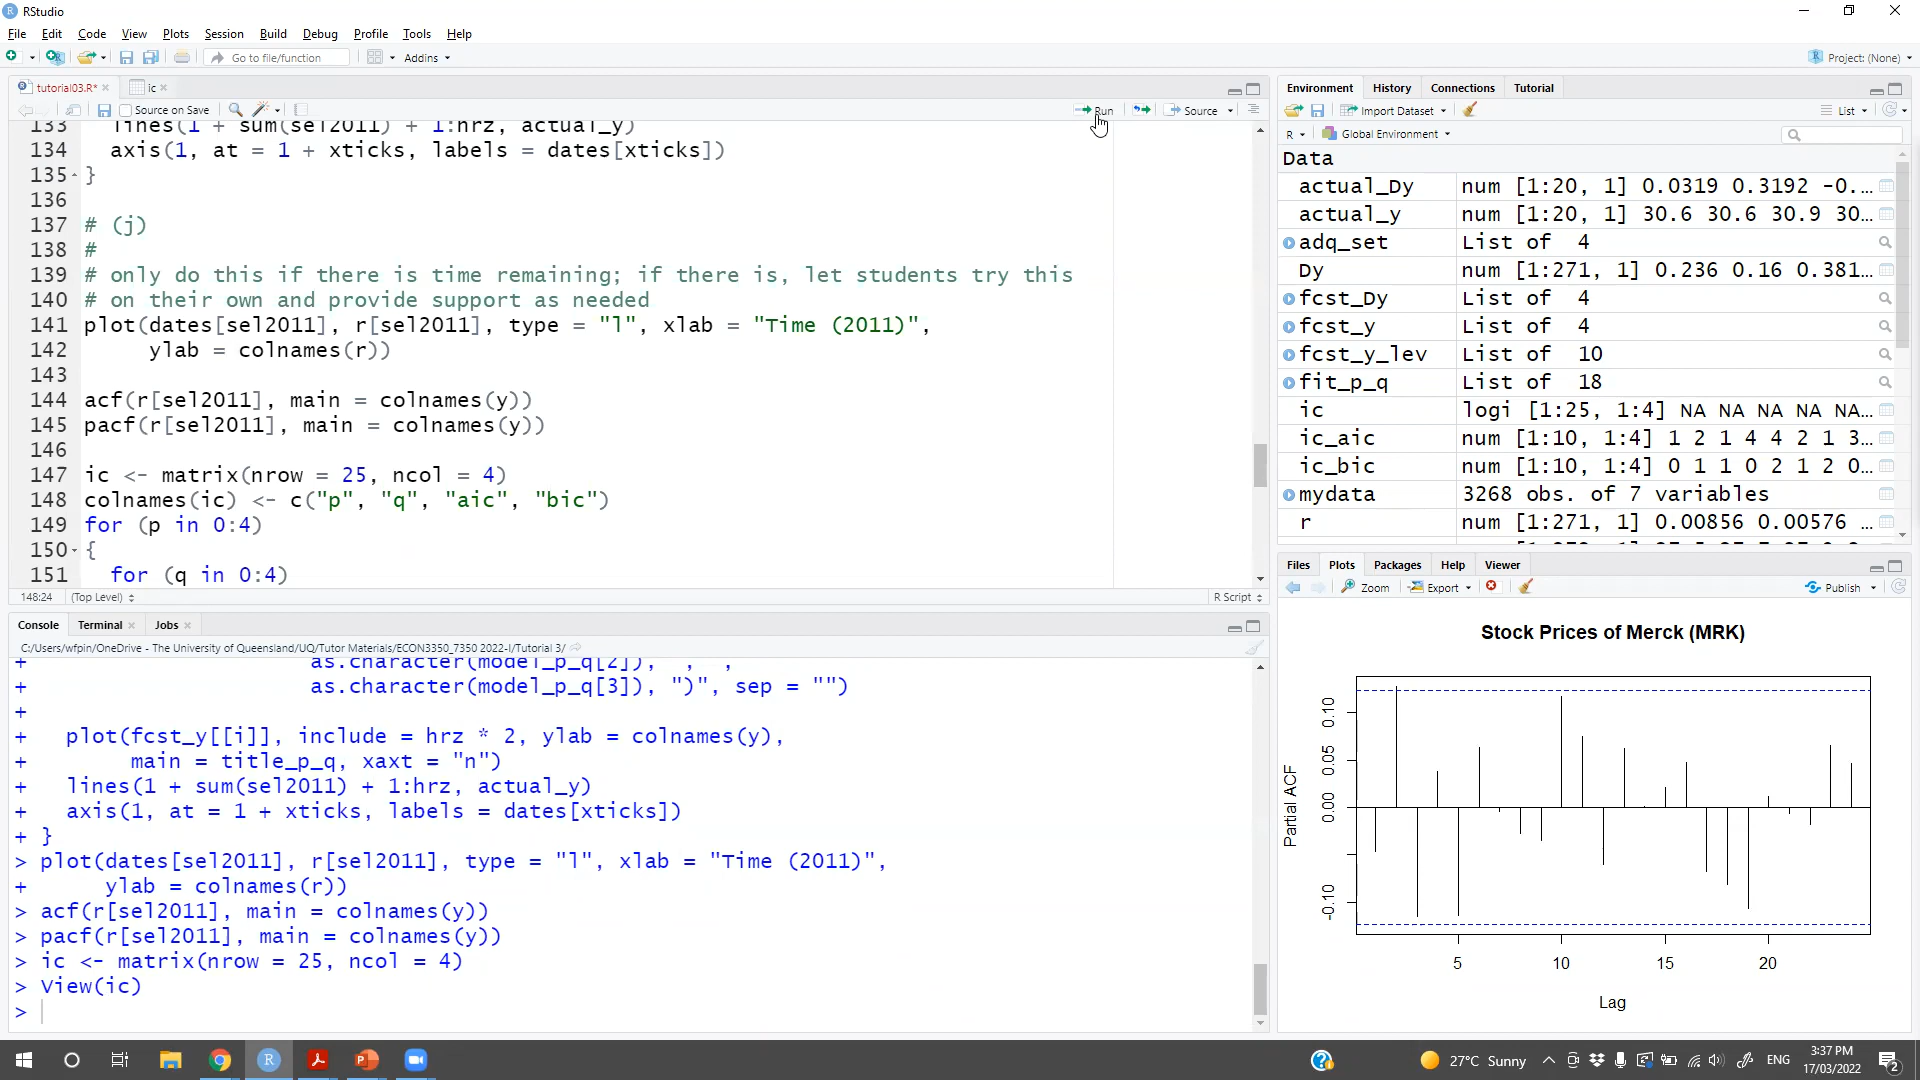 RStudio
File Edit Code View Plots Session Build Debug Profile Tools Help
Go to file/function Addins Project: (None)
tutorial03.R* ic
Source on Save Run Source
133   lines(1 + sum(sel2011) + 1:hrz, actual_y)
134   axis(1, at = 1 + xticks, labels = dates[xticks])
135 }
136
137 # (j)
138 #
139 # only do this if there is time remaining; if there is, let students try this
140 # on their own and provide support as needed
141 plot(dates[sel2011], r[sel2011], type = "l", xlab = "Time (2011)",
142      ylab = colnames(r))
143
144 acf(r[sel2011], main = colnames(y))
145 pacf(r[sel2011], main = colnames(y))
146
147 ic <- matrix(nrow = 25, ncol = 4)
148 colnames(ic) <- c("p", "q", "aic", "bic")
149 for (p in 0:4)
150 {
151   for (q in 0:4)
148:24 (Top Level) R Script
Console Terminal Jobs
C:/Users/wfpin/OneDrive - The University of Queensland/UQ/Tutor Materials/ECON3350_7350 2022-I/Tutorial 3/
+                      as.character(model_p_q[2]), ", ",
+                      as.character(model_p_q[3]), ")", sep = "")
+
+   plot(fcst_y[[i]], include = hrz * 2, ylab = colnames(y),
+        main = title_p_q, xaxt = "n")
+   lines(1 + sum(sel2011) + 1:hrz, actual_y)
+   axis(1, at = 1 + xticks, labels = dates[xticks])
+ }
> plot(dates[sel2011], r[sel2011], type = "l", xlab = "Time (2011)",
+      ylab = colnames(r))
> acf(r[sel2011], main = colnames(y))
> pacf(r[sel2011], main = colnames(y))
> ic <- matrix(nrow = 25, ncol = 4)
> View(ic)
>
Environment History Connections Tutorial
Import Dataset List
R Global Environment
Data
actual_Dy num [1:20, 1] 0.0319 0.3192 -0.…
actual_y num [1:20, 1] 30.6 30.6 30.9 30…
adq_set List of 4
Dy num [1:271, 1] 0.236 0.16 0.381…
fcst_Dy List of 4
fcst_y List of 4
fcst_y_lev List of 10
fit_p_q List of 18
ic logi [1:25, 1:4] NA NA NA NA NA…
ic_aic num [1:10, 1:4] 1 2 1 4 4 2 1 3…
ic_bic num [1:10, 1:4] 0 1 1 0 2 1 2 0…
mydata 3268 obs. of 7 variables
r num [1:271, 1] 0.00856 0.00576 …
Files Plots Packages Help Viewer
Zoom Export Publish
Stock Prices of Merck (MRK)
Partial ACF
0.10
0.05
0.00
-0.10
5 10 15 20
Lag
27°C Sunny ENG 3:37 PM
17/03/2022
2